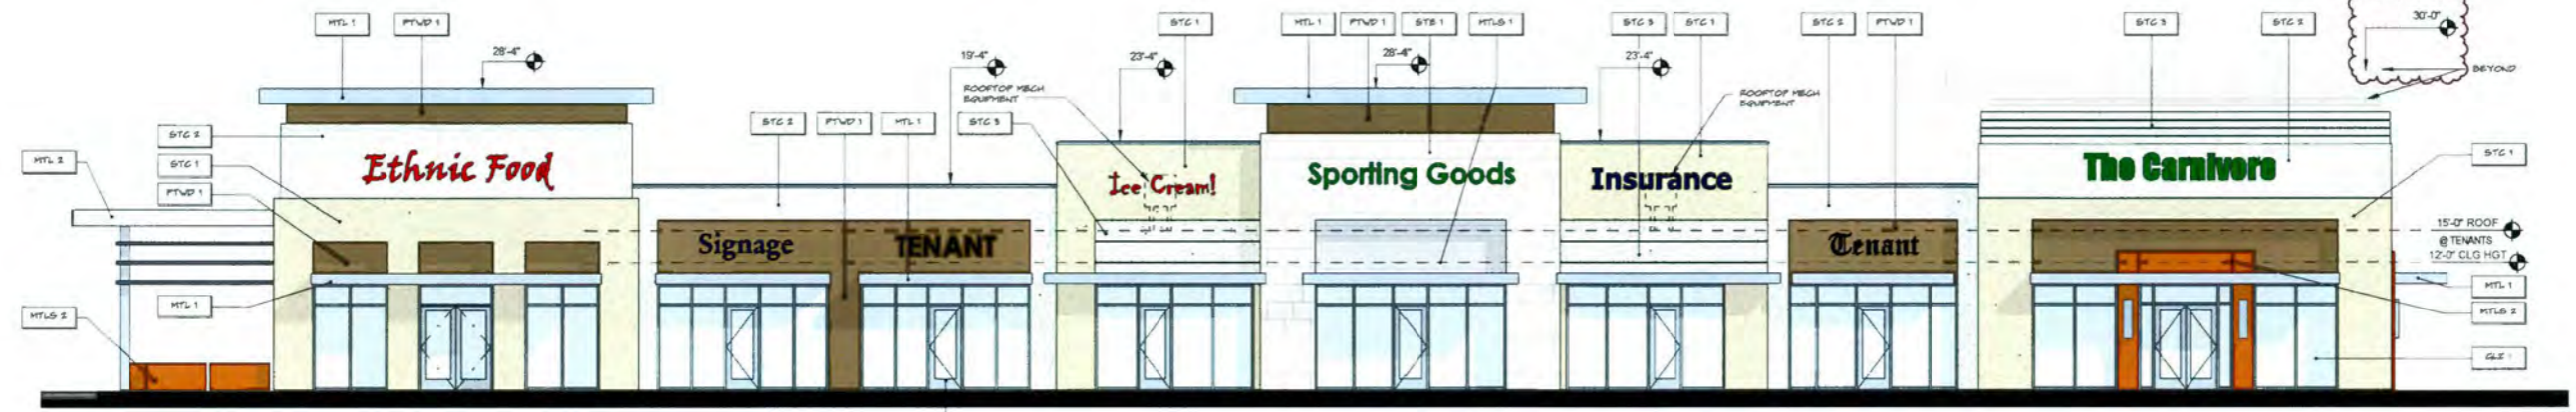 MTL 1
PTWD 1
STC 1
MTL 1
PTWD 1
STB 1
MTLS 1
STC 3
STC 1
STC 2
PTWD 1
STC 3
STC 2
30'-0"
28'-4"
19'-4"
23'-4"
28'-4"
23'-4"
BEYOND
ROOFTOP MECH
EQUIPMENT
ROOFTOP MECH
EQUIPMENT
STC 2
STC 2
PTWD 1
MTL 1
STC 3
MTL 2
STC 1
PTWD 1
STC 1
Ethnic Food
Ice Cream!
Sporting Goods
Insurance
The Carnivore
Signage
TENANT
Tenant
15'-0" ROOF
@ TENANTS
12'-0" CLG HGT
MTL 1
MTL 1
MTLS 2
MTLS 2
GLZ 1